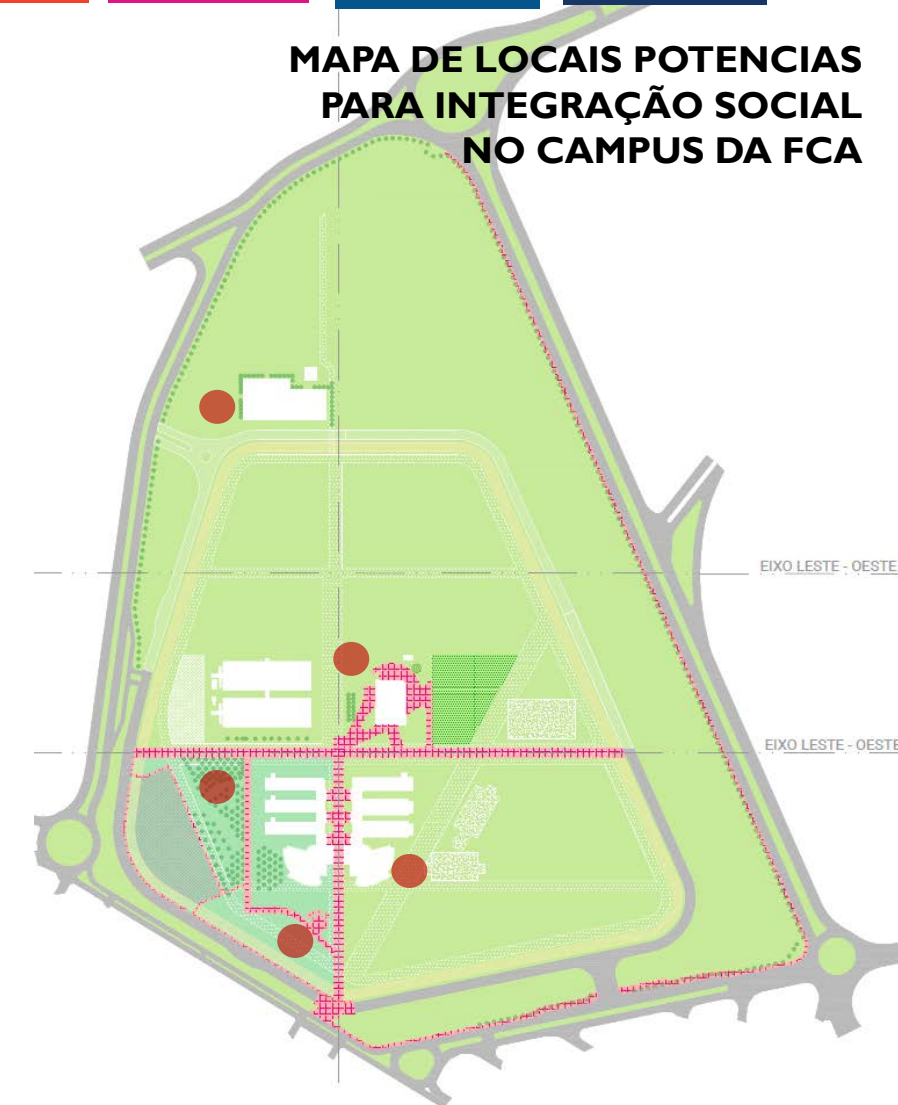 MAPA DE LOCAIS POTENCIAS
PARA INTEGRAÇÃO SOCIAL
NO CAMPUS DA FCA
EIXO LESTE - OESTE
EIXO LESTE - OESTE